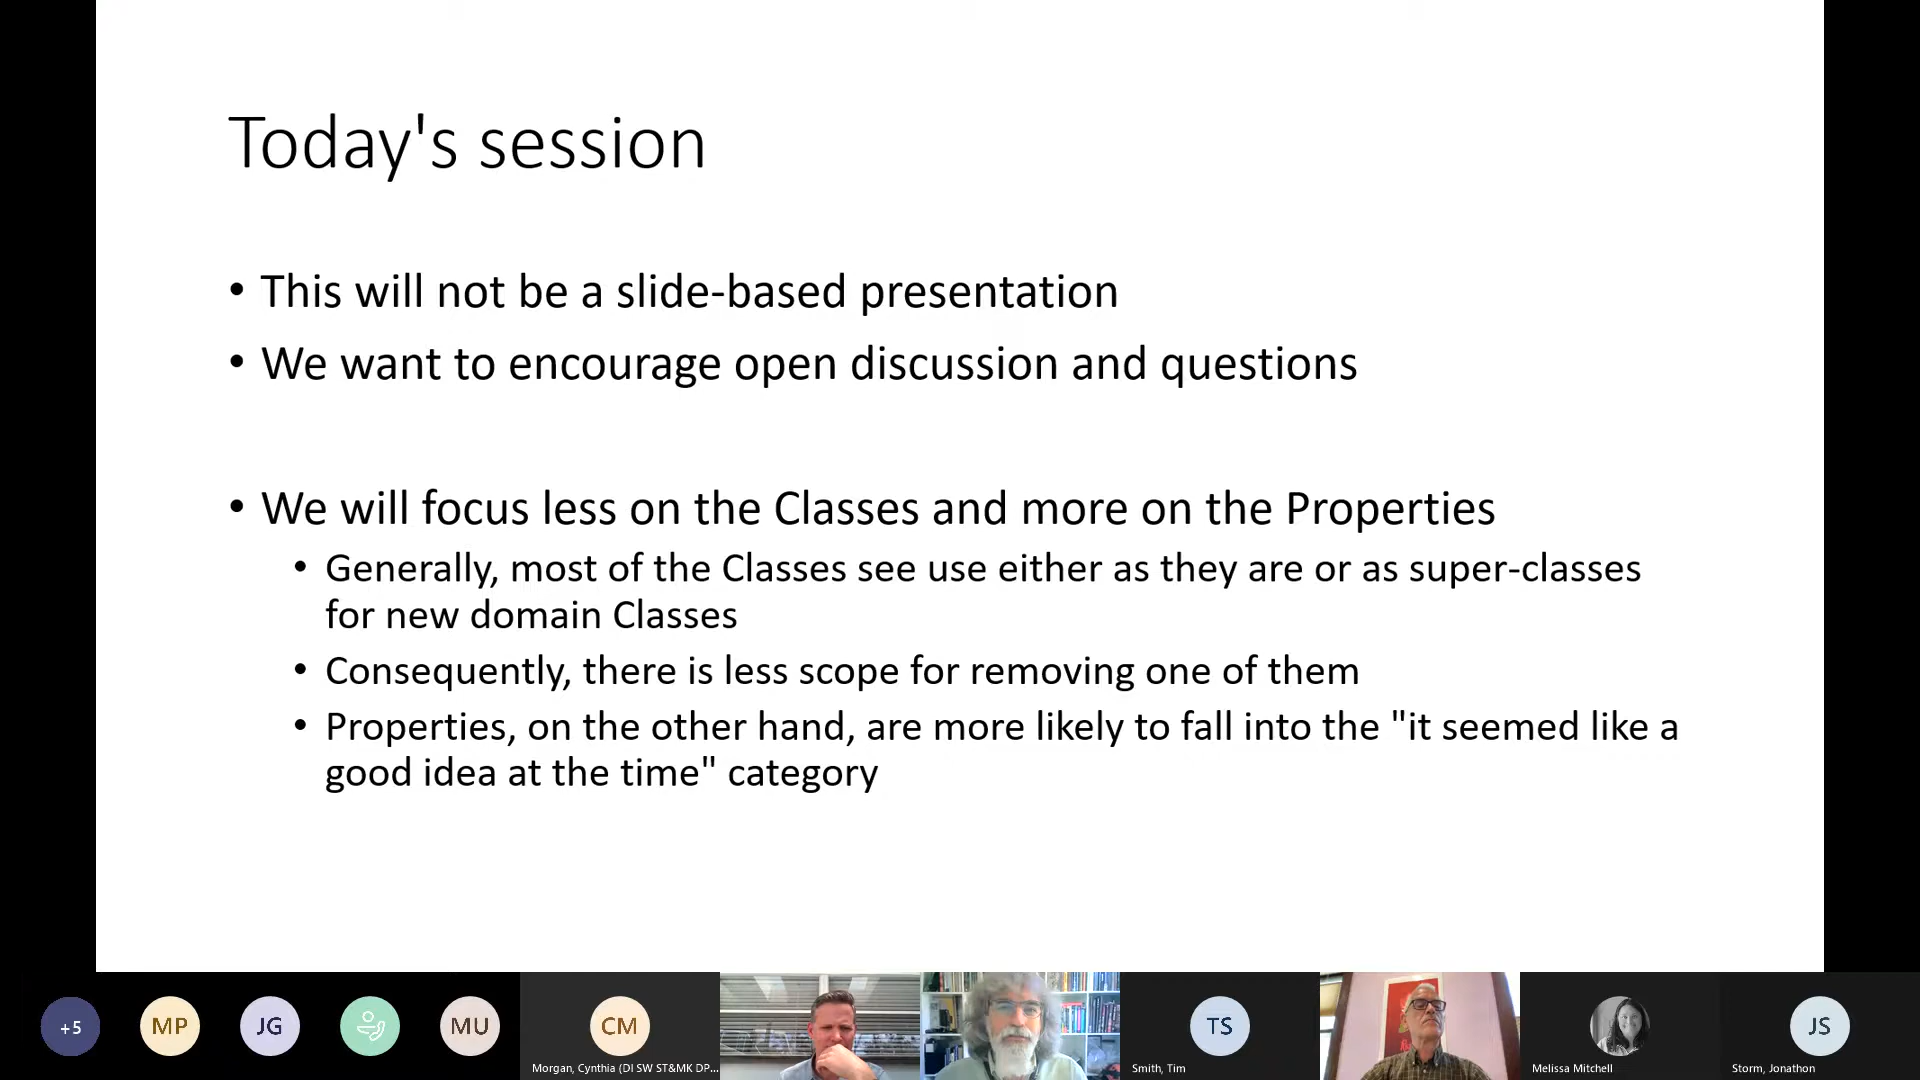 Today's session
• This will not be a slide-based presentation
• We want to encourage open discussion and questions
• We will focus less on the Classes and more on the Properties
• Generally, most of the Classes see use either as they are or as super-classes
for new domain Classes
• Consequently, there is less scope for removing one of them
• Properties, on the other hand, are more likely to fall into the "it seemed like a
good idea at the time" category
+5
MP
JG
MU
CM
TS
JS
Morgan, Cynthia (DI SW ST&MK DP...
Smith, Tim
Melissa Mitchell
Storm, Jonathon